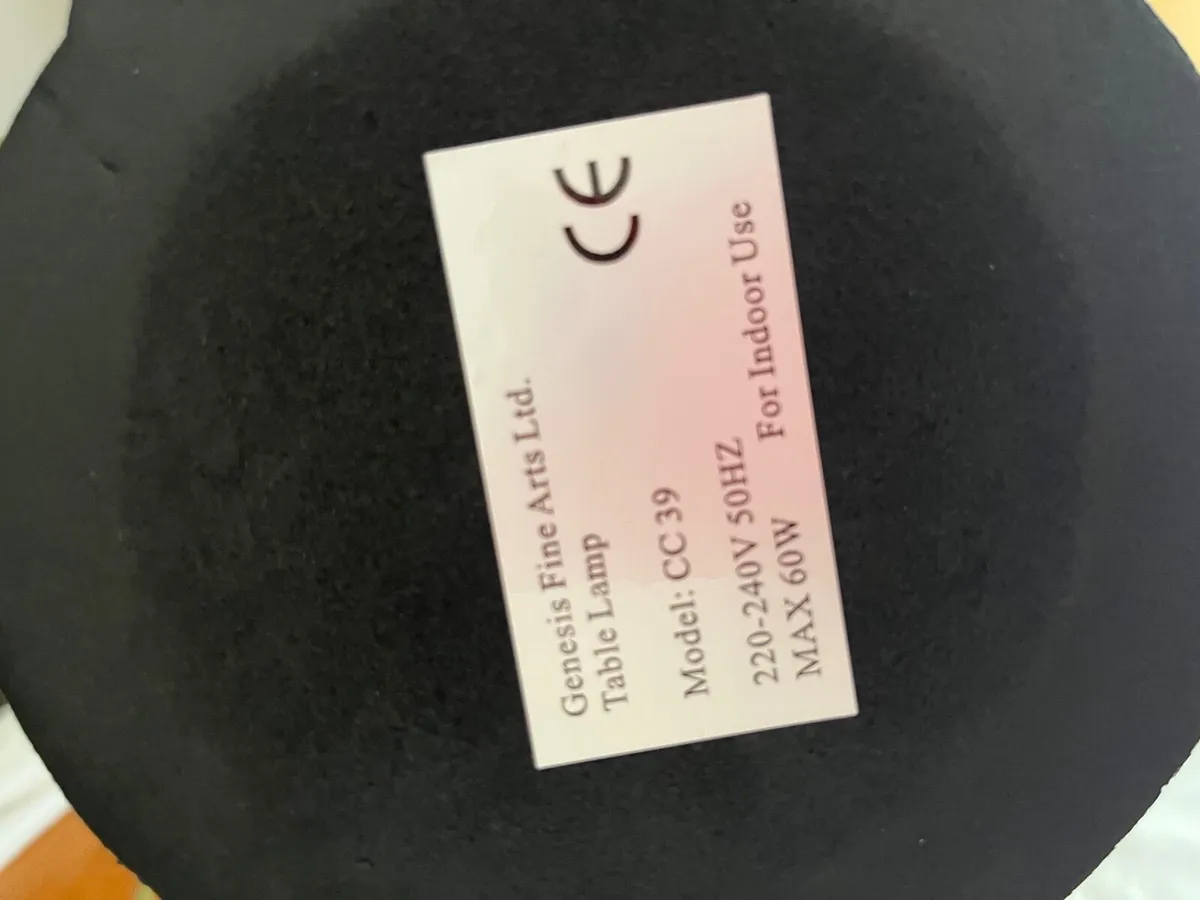 Genesis Fine Arts Ltd.
Table Lamp
CE
Model: CC 39
220-240V 50HZ
MAX 60W For Indoor Use